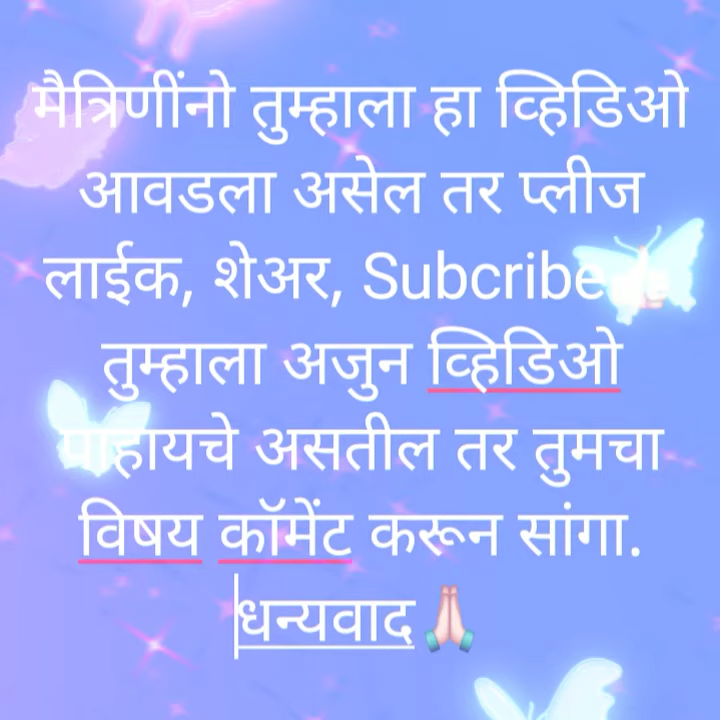 मैत्रिणींनो तुम्हाला हा व्हिडिओ
आवडला असेल तर प्लीज
लाईक, शेअर, Subcribe
तुम्हाला अजुन व्हिडिओ
पाहायचे असतील तर तुमचा
विषय कॉमेंट करून सांगा.
धन्यवाद🙏🏻